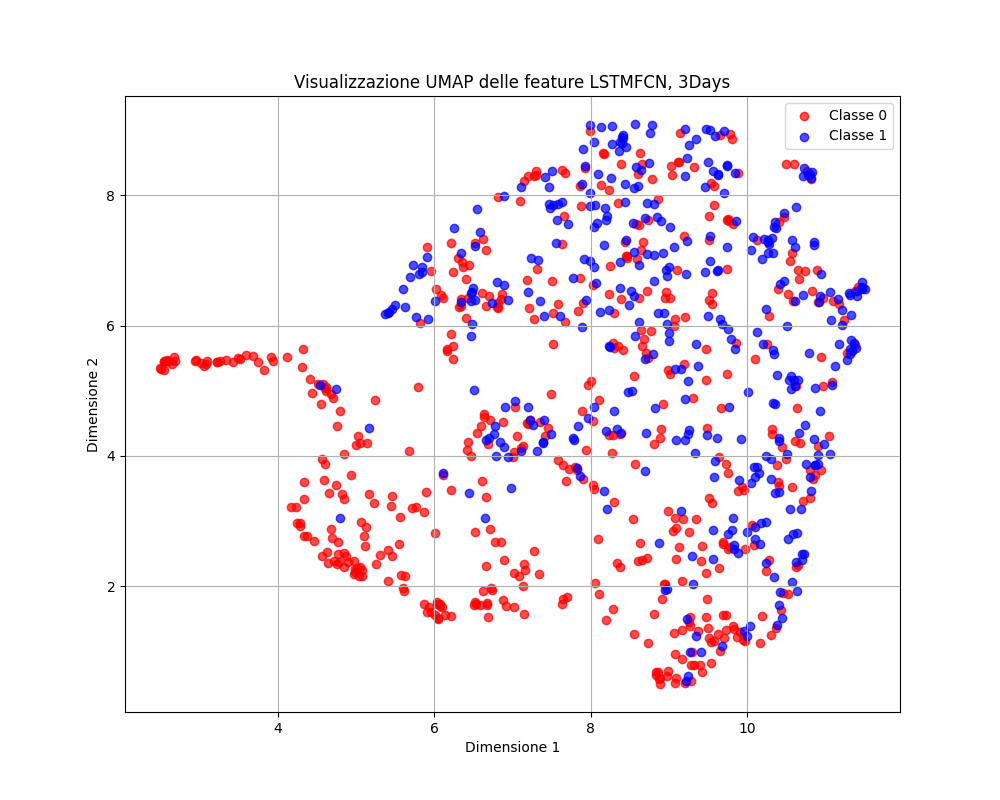 Visualizzazione UMAP delle feature LSTMFCN, 3Days
Classe 0
Classe 1
8
6
4
2
Dimensione 2
4 6 8 10
Dimensione 1